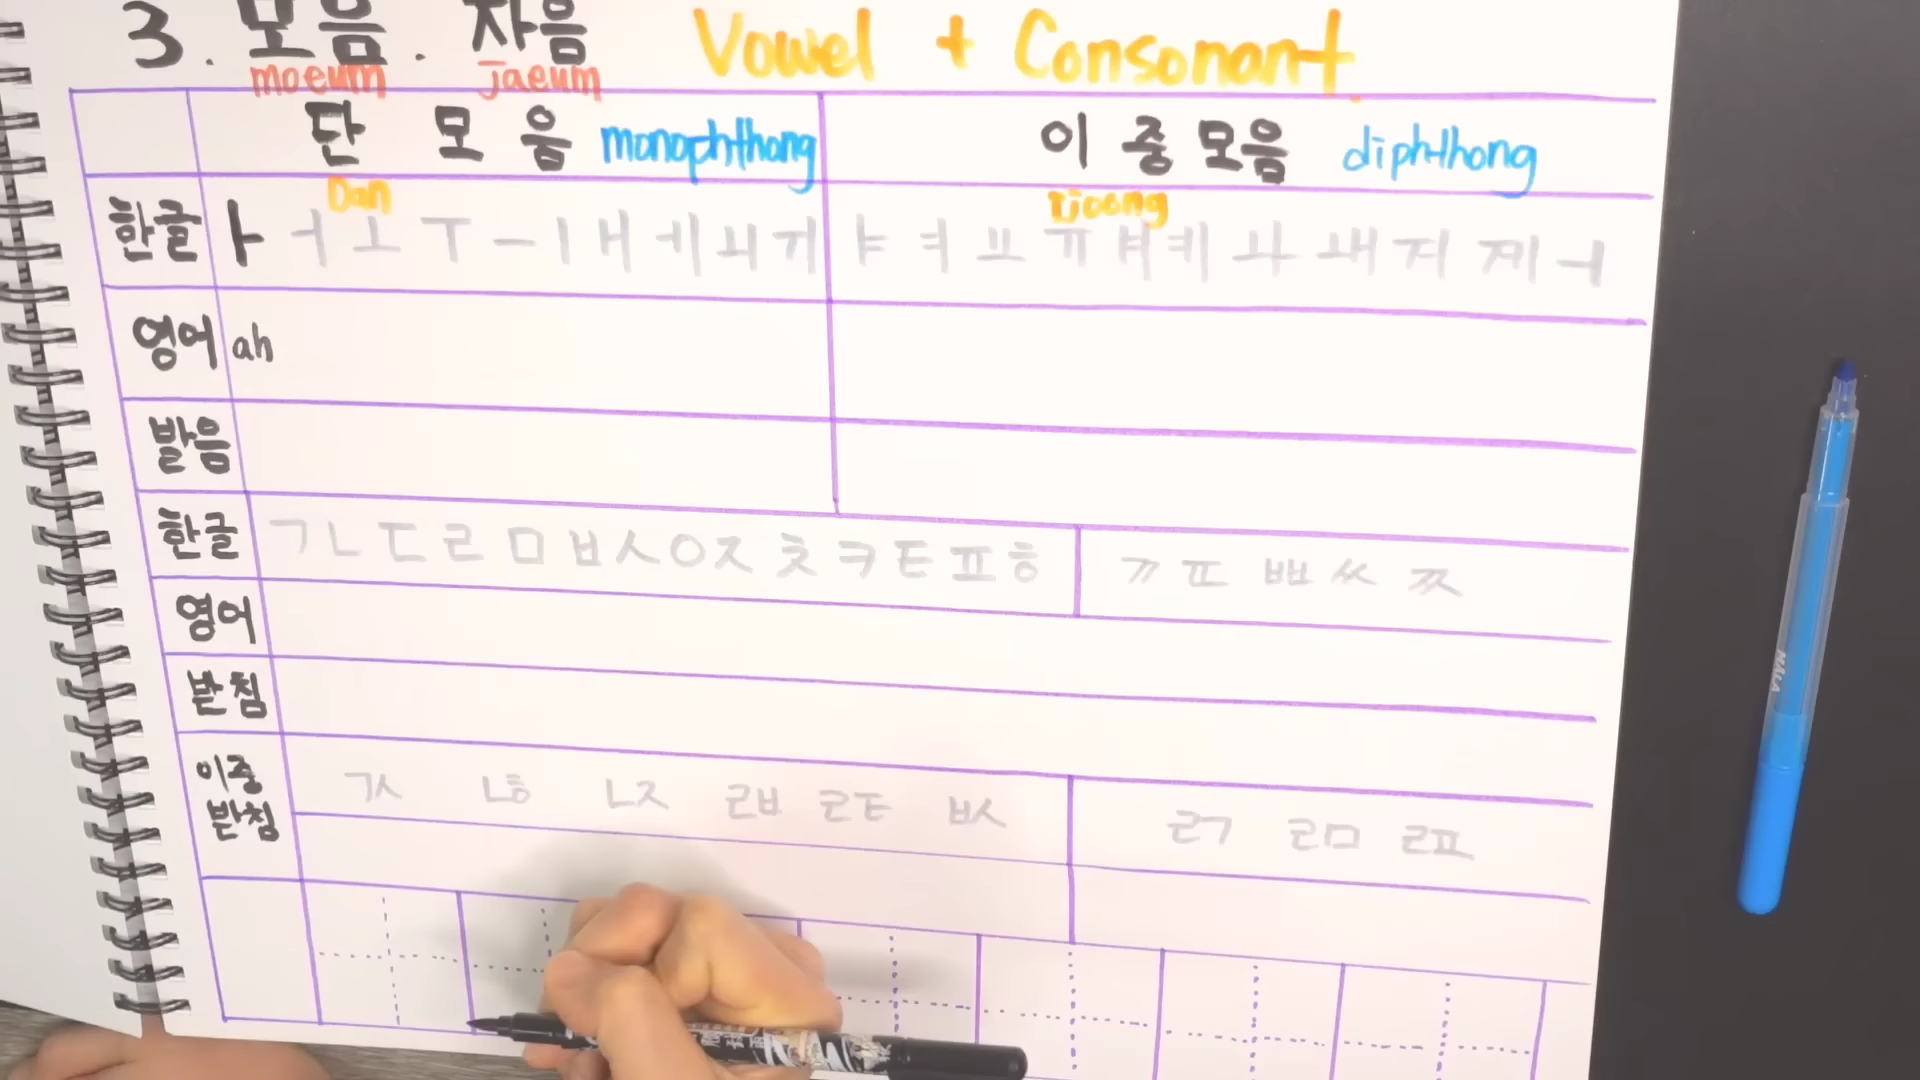 3. 모음. 자음 Vowel + Consonant
moeum jaeum
단 모 음 monophthong 이 중 모음 diphthong
Dan
한글 ㅏ ㅓ ㅗ ㅜ ㅡ ㅣ ㅐ ㅔ ㅚ ㅟ ㅑ ㅕ ㅛ ㅠ ㅒ ㅖ ㅘ ㅙ ㅝ ㅞ ㅢ
영어 ah
발음
한글 ㄱ ㄴ ㄷ ㄹ ㅁ ㅂ ㅅ ㅇ ㅈ ㅊ ㅋ ㅌ ㅍ ㅎ ㄲ ㄸ ㅃ ㅆ ㅉ
영어
받침
이중 받침 ㄳ ㄶ ㄵ ㄼ ㄾ ㅄ ㄺ ㄻ ㄿ